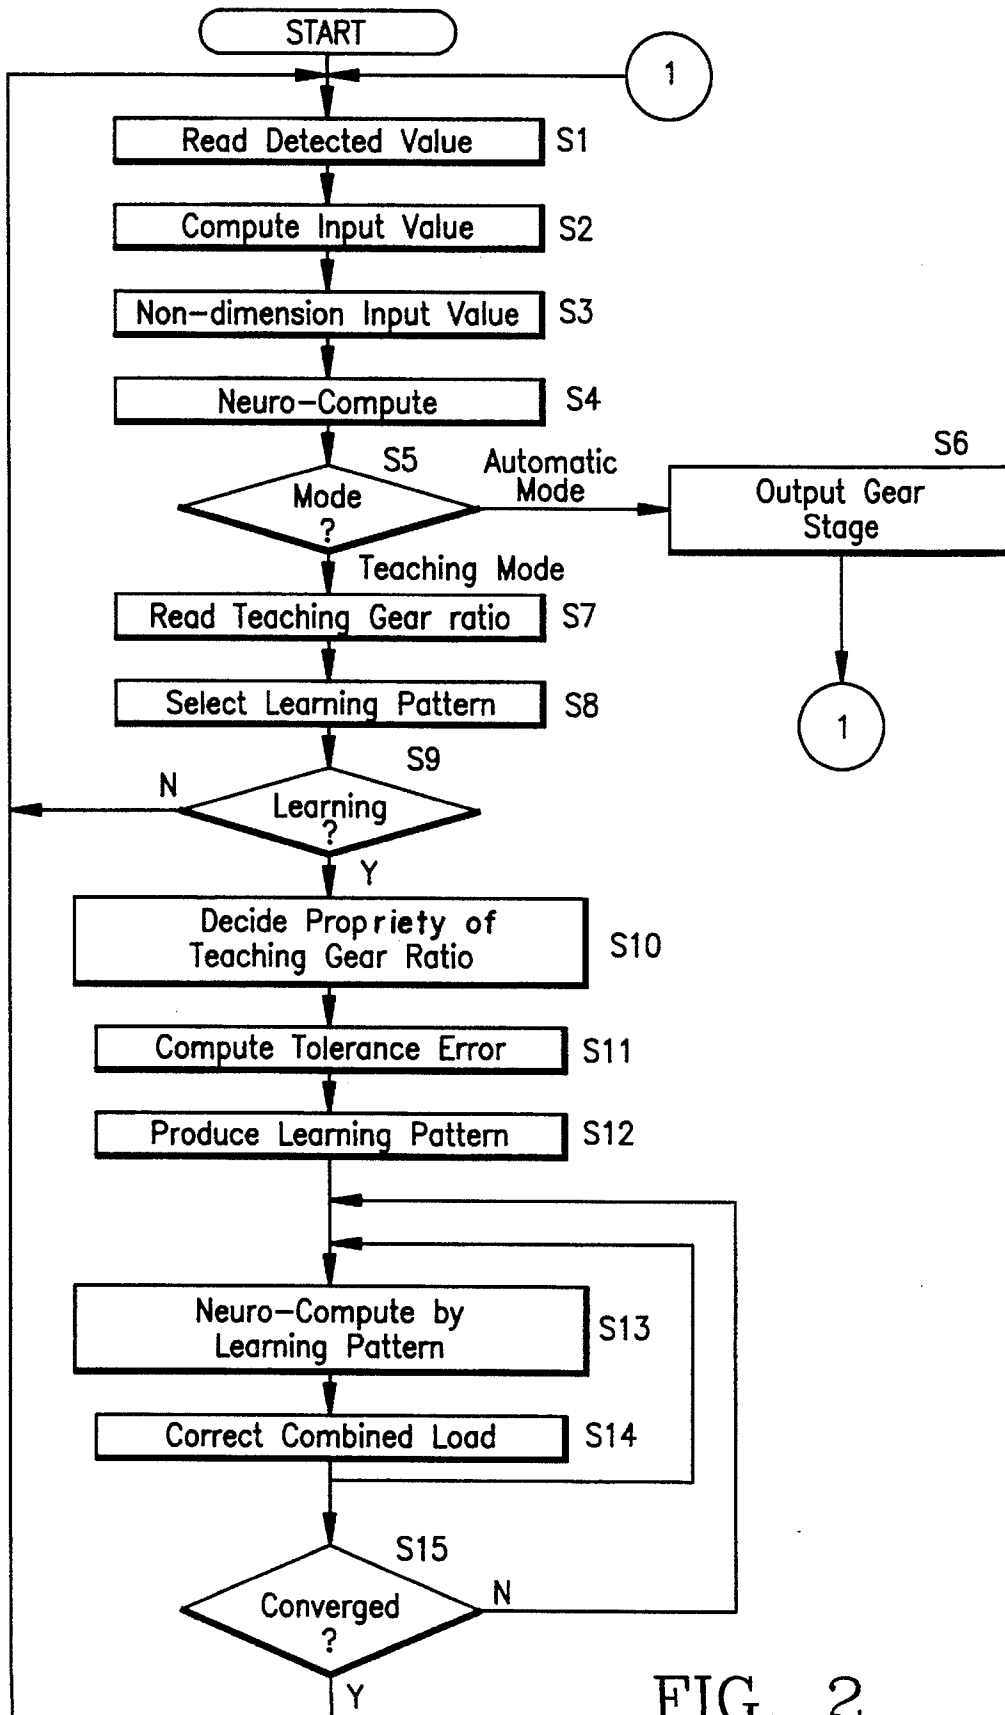 START
1
Read Detected Value
S1
Compute Input Value
S2
Non-dimension Input Value
S3
Neuro-Compute
S4
S5
Mode
?
Automatic
Mode
S6
Output Gear
Stage
Teaching Mode
Read Teaching Gear ratio
S7
Select Learning Pattern
S8
1
S9
N
Learning
?
Y
Decide Propriety of
Teaching Gear Ratio
S10
Compute Tolerance Error
S11
Produce Learning Pattern
S12
Neuro-Compute by
Learning Pattern
S13
Correct Combined Load
S14
S15
Converged
?
N
Y
FIG. 2